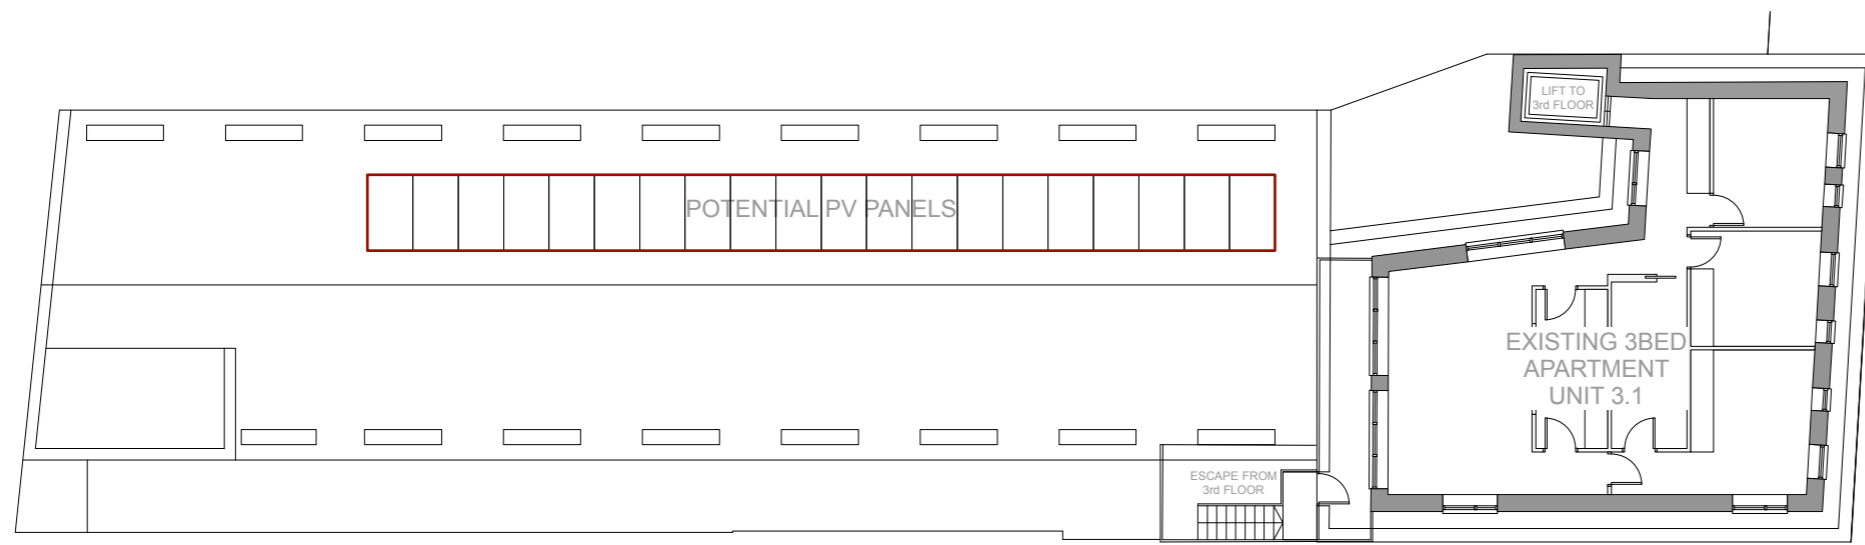 LIFT TO
3rd FLOOR
POTENTIAL PV PANELS
EXISTING 3BED
APARTMENT
UNIT 3.1
ESCAPE FROM
3rd FLOOR